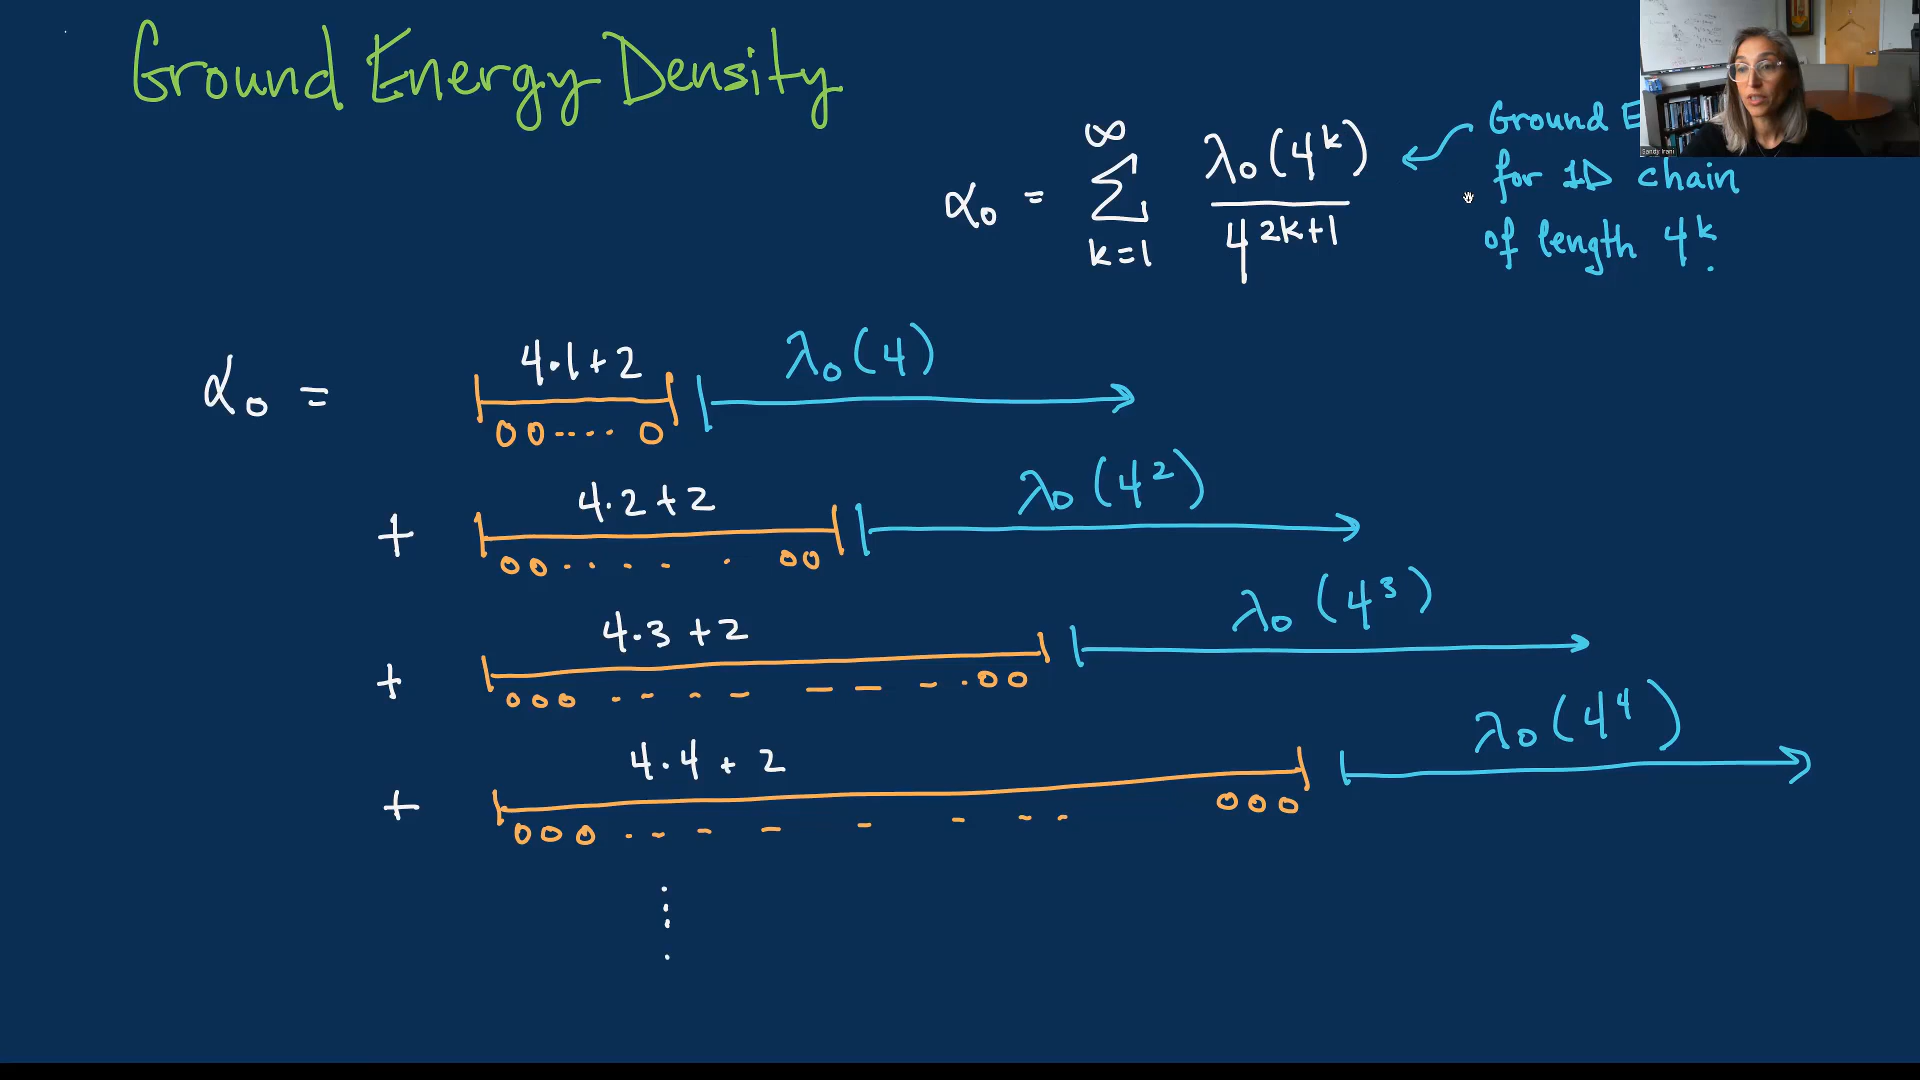 Ground Energy Density
α₀ = ∑_{k=1}^{∞} λ₀(4^k) / 4^{2k+1}
Ground E
for 1D chain
of length 4^k.
Sandy Irani
4·1+2 λ₀(4)
α₀ =
00···· 0
4·2+2 λ₀(4²)
+
00····· · 00
4·3+2 λ₀(4³)
+
000 ·-·- —— -·00
4·4+2 λ₀(4⁴)
+
000 ··- - - - -· 000
⋮